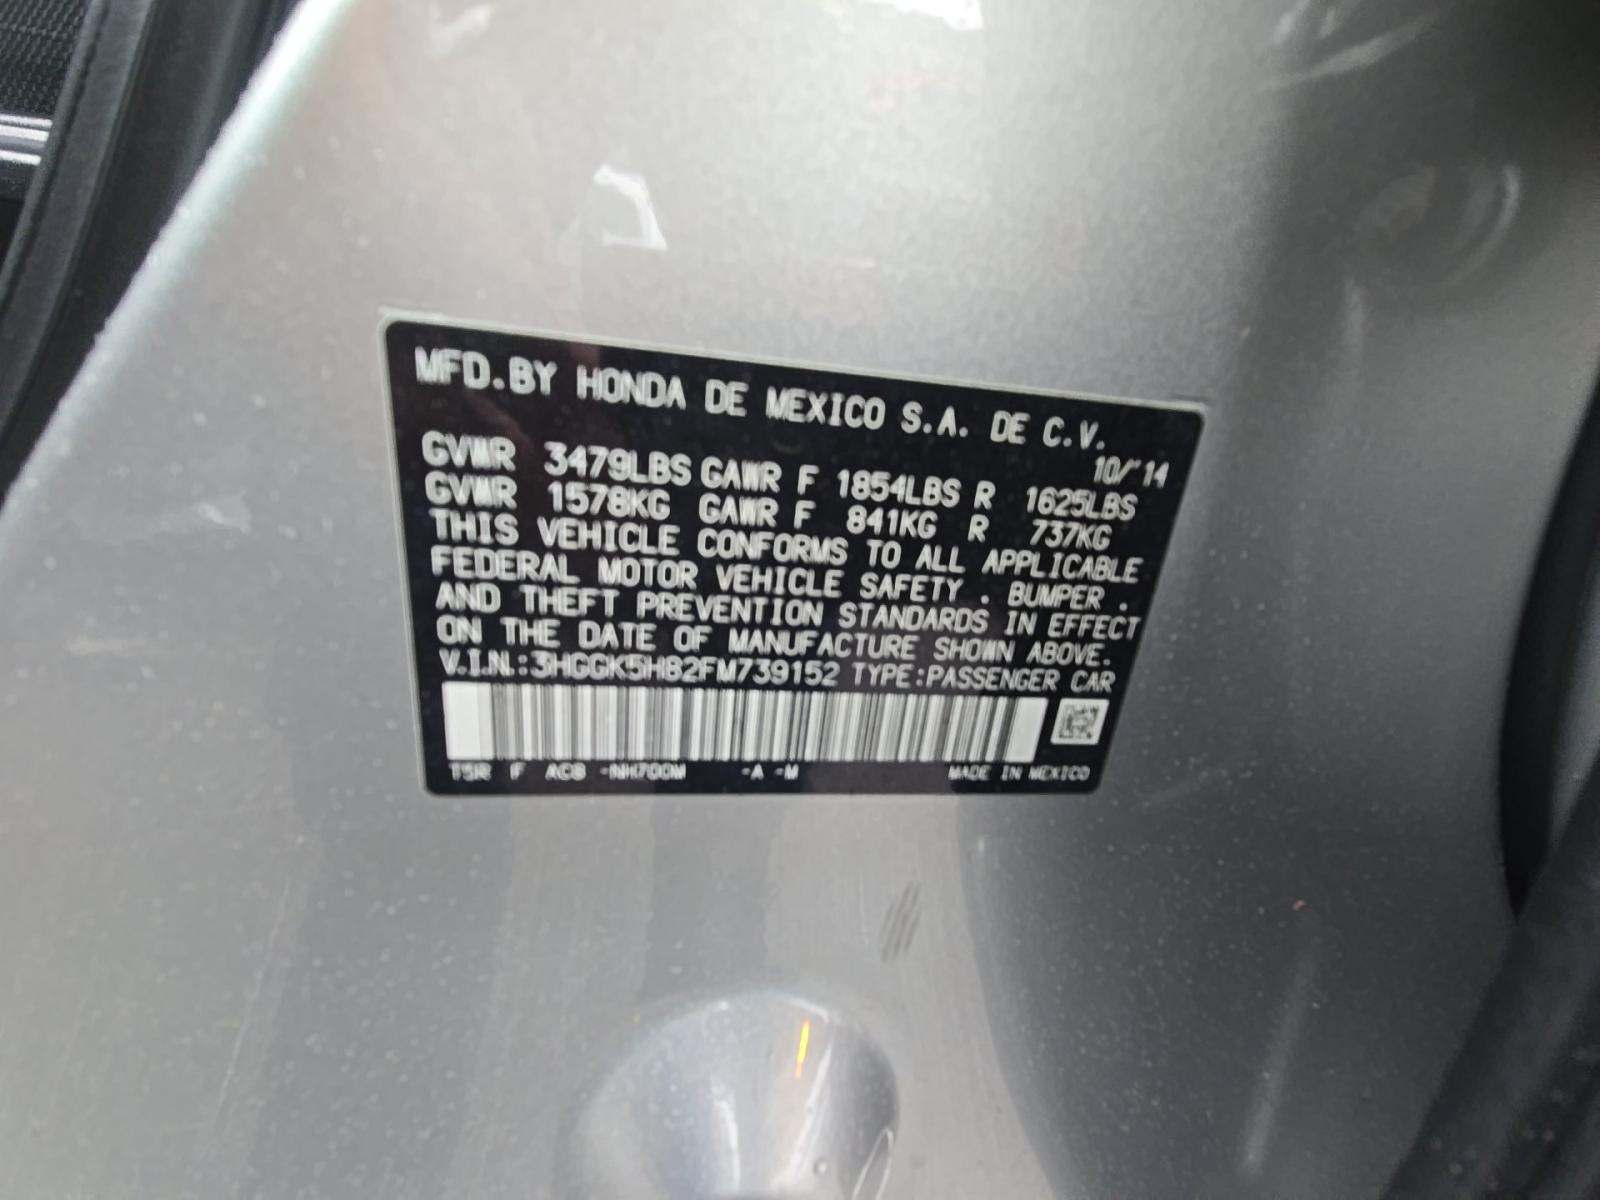 MFD.BY HONDA DE MEXICO S.A. DE C.V.
10/'14
GVWR 3479LBS GAWR F 1854LBS R 1625LBS
GVWR 1578KG GAWR F 841KG R 737KG
THIS VEHICLE CONFORMS TO ALL APPLICABLE
FEDERAL MOTOR VEHICLE SAFETY . BUMPER .
AND THEFT PREVENTION STANDARDS IN EFFECT
ON THE DATE OF MANUFACTURE SHOWN ABOVE.
V.I.N.:3HGGK5H82FM739152 TYPE:PASSENGER CAR
T5R F AC8 -NH700M -A -M MADE IN MEXICO